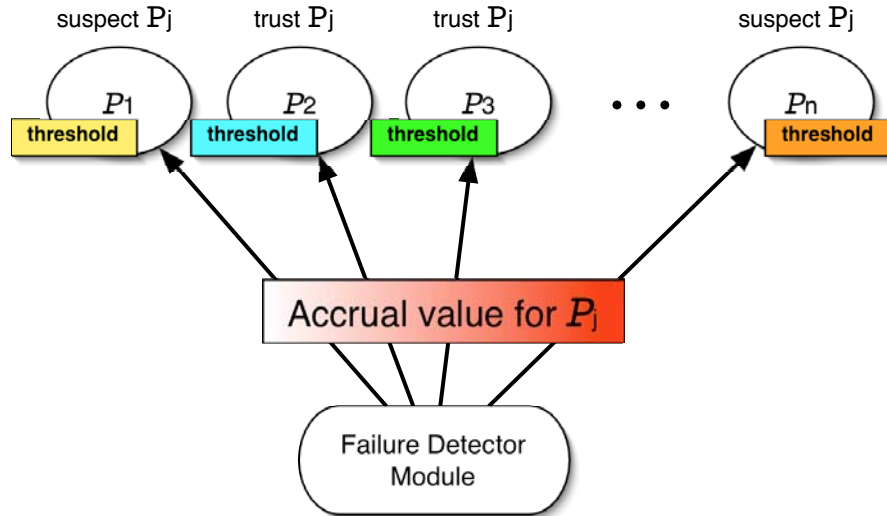 suspect Pj trust Pj trust Pj suspect Pj
P1 P2 P3 ... Pn
threshold threshold threshold threshold
Accrual value for Pj
Failure Detector
Module